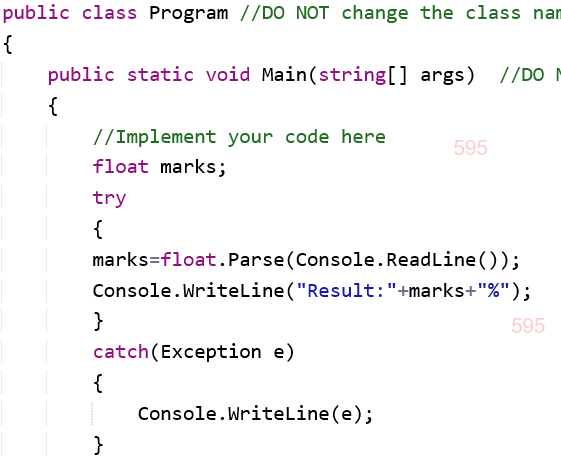 public class Program //DO NOT change the class
{
public static void Main(string[] args) //DO
{
//Implement your code here
595
float marks;
try
{
marks=float.Parse(Console.ReadLine());
Console.WriteLine("Result:"+marks+"%");
}
595
catch(Exception e)
{
Console.WriteLine(e);
}